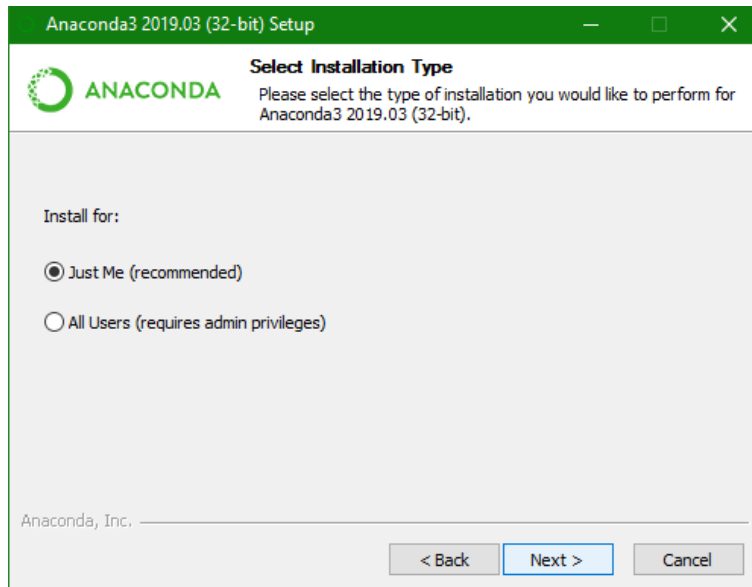 Anaconda3 2019.03 (32-bit) Setup
ANACONDA
Select Installation Type
Please select the type of installation you would like to perform for
Anaconda3 2019.03 (32-bit).
Install for:
Just Me (recommended)
All Users (requires admin privileges)
Anaconda, Inc.
< Back
Next >
Cancel